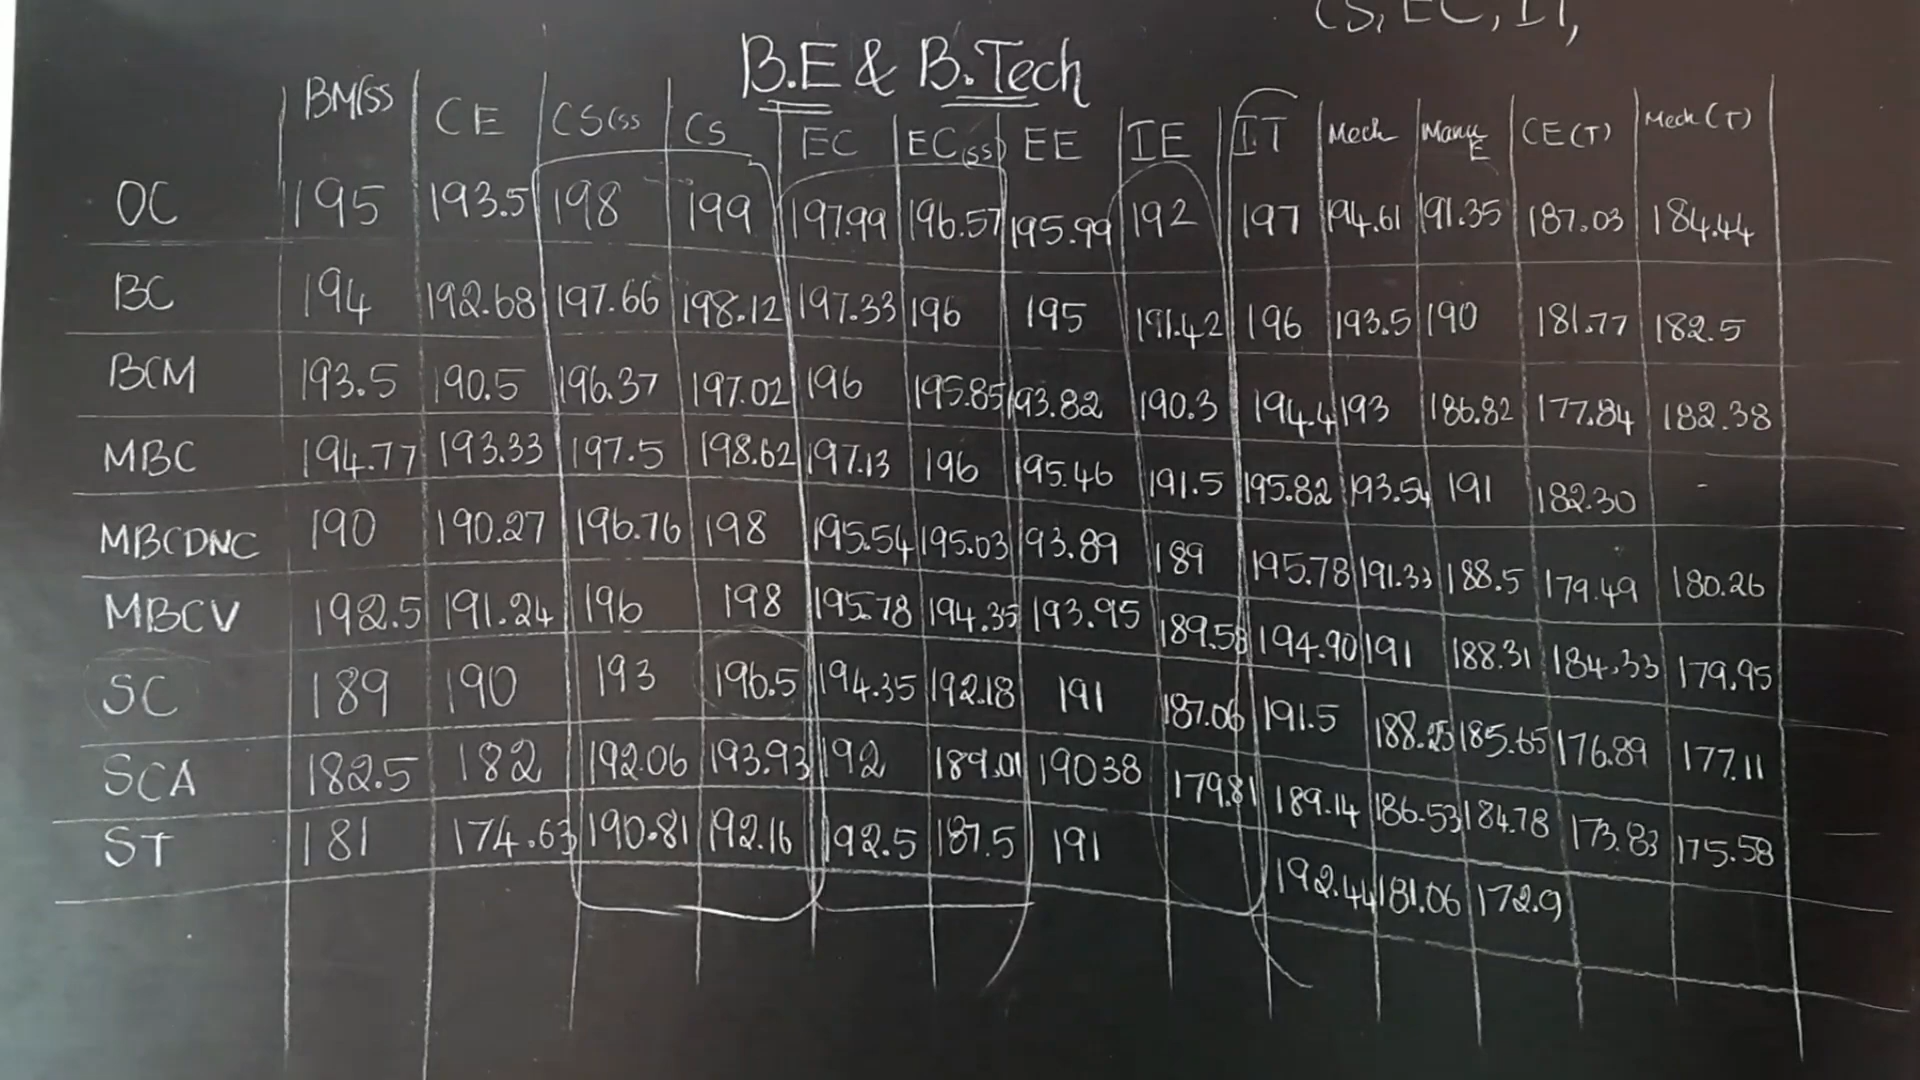 CS, EC, IT,
B.E & B.Tech
BM(SS CE CS(SS CS EC EC(SS) EE IE IT Mech Manu E CE(T) Mech(T)
OC 195 193.5 198 199 197.99 196.57 195.99 192 197 194.61 191.35 187.03 184.44
BC 194 192.68 197.66 198.12 197.33 196 195 191.42 196 193.5 190 181.77 182.5
BCM 193.5 190.5 196.37 197.02 196 195.85 193.82 190.3 194.4 193 186.82 177.84 182.38
MBC 194.77 193.33 197.5 198.62 197.13 196 195.46 191.5 195.82 193.54 191 182.30 -
MBCDNC 190 190.27 196.76 198 195.54 195.03 193.89 189 195.78 191.33 188.5 179.49 180.26
MBCV 192.5 191.24 196 198 195.78 194.35 193.95 189.58 194.90 191 188.31 184.33 179.95
SC 189 190 193 196.5 194.35 192.18 191 187.06 191.5 188.25 185.65 176.89 177.11
SCA 182.5 182 192.06 193.93 192 189.01 19038 179.81 189.14 186.53 184.78 173.83 175.58
ST 181 174.63 190.81 192.16 192.5 187.5 191 192.44 181.06 172.9